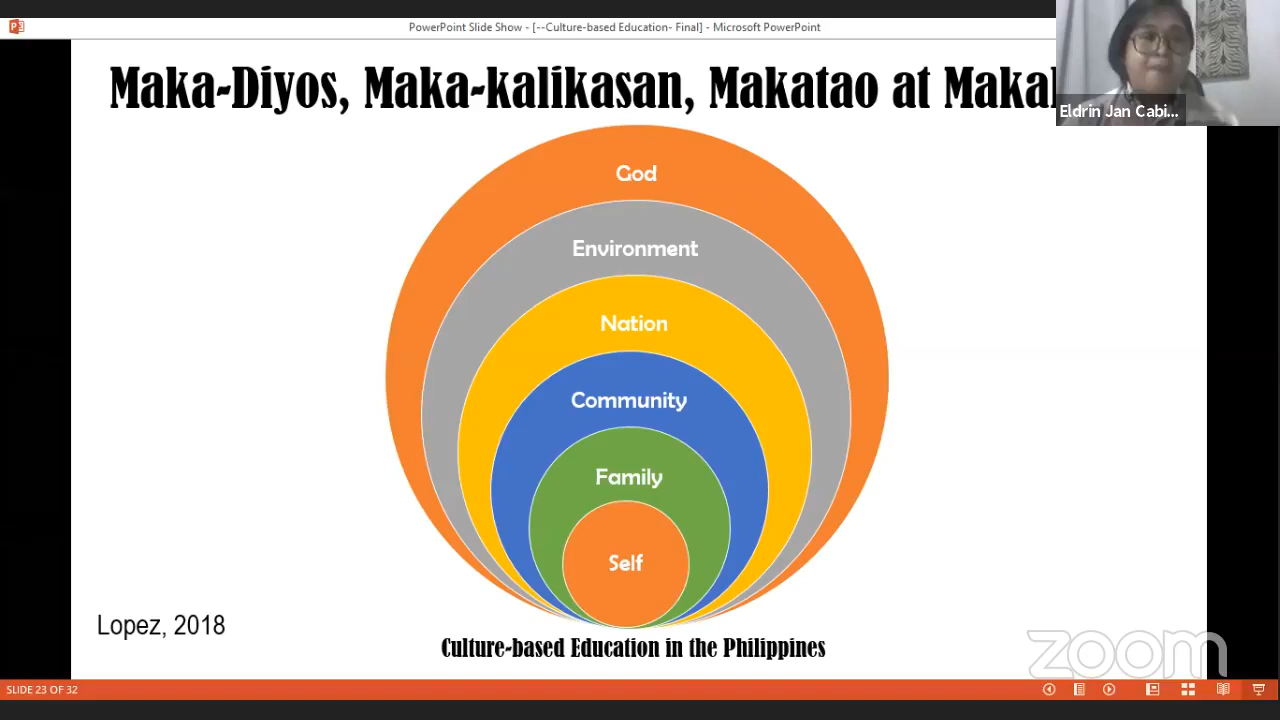 PowerPoint Slide Show - [--Culture-based Education- Final] - Microsoft PowerPoint
Maka-Diyos, Maka-kalikasan, Makatao at
Eldrin Jan Cabi...
God
Environment
Nation
Community
Family
Self
Lopez, 2018
Culture-based Education in the Philippines
zoom
SLIDE 23 OF 32